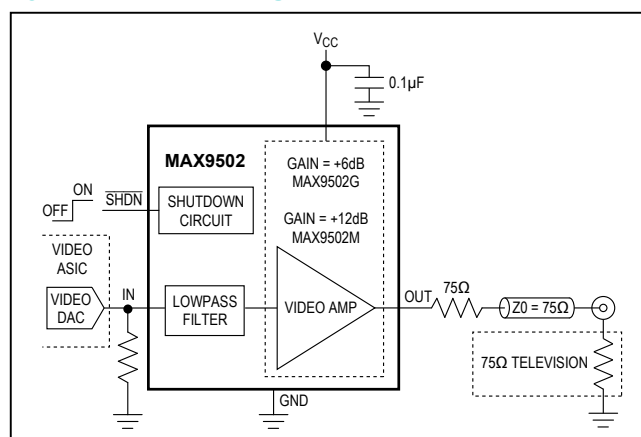 VCC
0.1µF
MAX9502
GAIN = +6dB
MAX9502G
GAIN = +12dB
MAX9502M
ON
OFF
SHDN
SHUTDOWN
CIRCUIT
VIDEO
ASIC
VIDEO
DAC
IN
LOWPASS
FILTER
VIDEO AMP
OUT
75Ω
Z0 = 75Ω
75Ω TELEVISION
GND